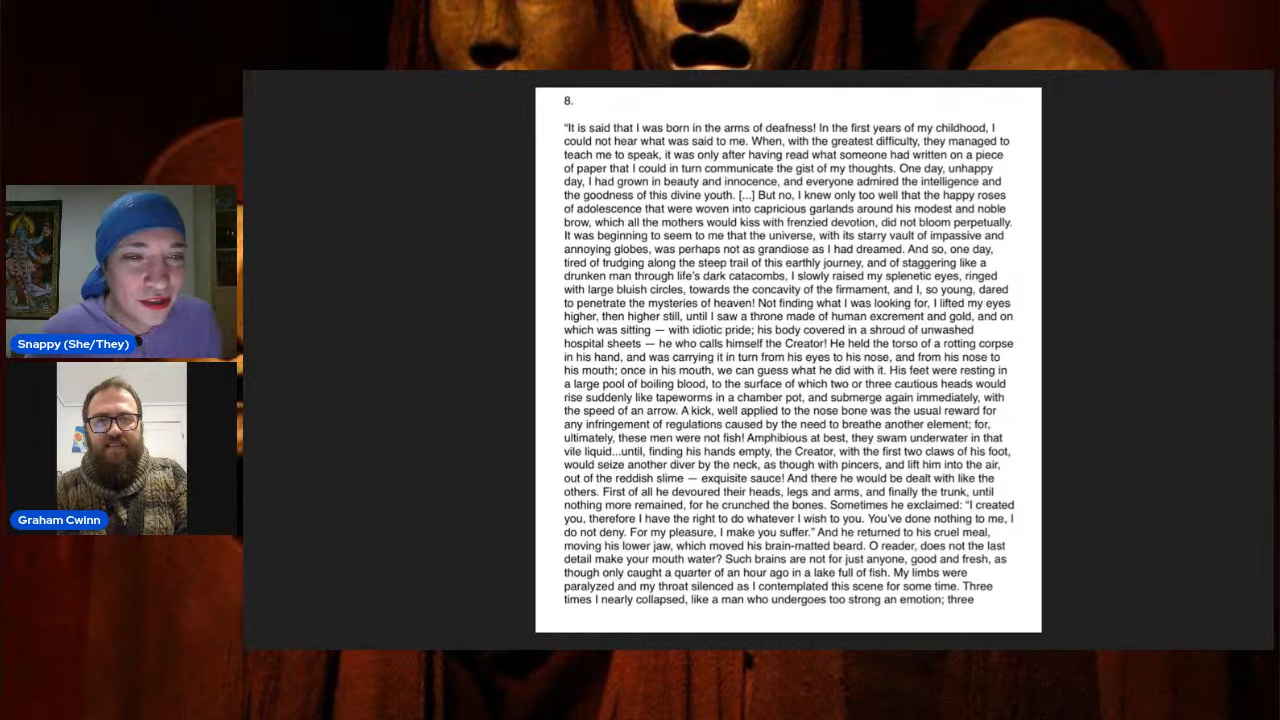 8.
“It is said that I was born in the arms of deafness! In the first years of my childhood, I
could not hear what was said to me. When, with the greatest difficulty, they managed to
teach me to speak, it was only after having read what someone had written on a piece
of paper that I could in turn communicate the gist of my thoughts. One day, unhappy
day, I had grown in beauty and innocence, and everyone admired the intelligence and
the goodness of this divine youth. [...] But no, I knew only too well that the happy roses
of adolescence that were woven into capricious garlands around his modest and noble
brow, which all the mothers would kiss with frenzied devotion, did not bloom perpetually.
It was beginning to seem to me that the universe, with its starry vault of impassive and
annoying globes, was perhaps not as grandiose as I had dreamed. And so, one day,
tired of trudging along the steep trail of this earthly journey, and of staggering like a
drunken man through life’s dark catacombs, I slowly raised my splenetic eyes, ringed
with large bluish circles, towards the concavity of the firmament, and I, so young, dared
to penetrate the mysteries of heaven! Not finding what I was looking for, I lifted my eyes
higher, then higher still, until I saw a throne made of human excrement and gold, and on
which was sitting — with idiotic pride; his body covered in a shroud of unwashed
hospital sheets — he who calls himself the Creator! He held the torso of a rotting corpse
in his hand, and was carrying it in turn from his eyes to his nose, and from his nose to
his mouth; once in his mouth, we can guess what he did with it. His feet were resting in
a large pool of boiling blood, to the surface of which two or three cautious heads would
rise suddenly like tapeworms in a chamber pot, and submerge again immediately, with
the speed of an arrow. A kick, well applied to the nose bone was the usual reward for
any infringement of regulations caused by the need to breathe another element; for,
ultimately, these men were not fish! Amphibious at best, they swam underwater in that
vile liquid...until, finding his hands empty, the Creator, with the first two claws of his foot,
would seize another diver by the neck, as though with pincers, and lift him into the air,
out of the reddish slime — exquisite sauce! And there he would be dealt with like the
others. First of all he devoured their heads, legs and arms, and finally the trunk, until
nothing more remained, for he crunched the bones. Sometimes he exclaimed: “I created
you, therefore I have the right to do whatever I wish to you. You’ve done nothing to me, I
do not deny. For my pleasure, I make you suffer.” And he returned to his cruel meal,
moving his lower jaw, which moved his brain-matted beard. O reader, does not the last
detail make your mouth water? Such brains are not for just anyone, good and fresh, as
though only caught a quarter of an hour ago in a lake full of fish. My limbs were
paralyzed and my throat silenced as I contemplated this scene for some time. Three
times I nearly collapsed, like a man who undergoes too strong an emotion; three
Snappy (She/They)
Graham Cwinn